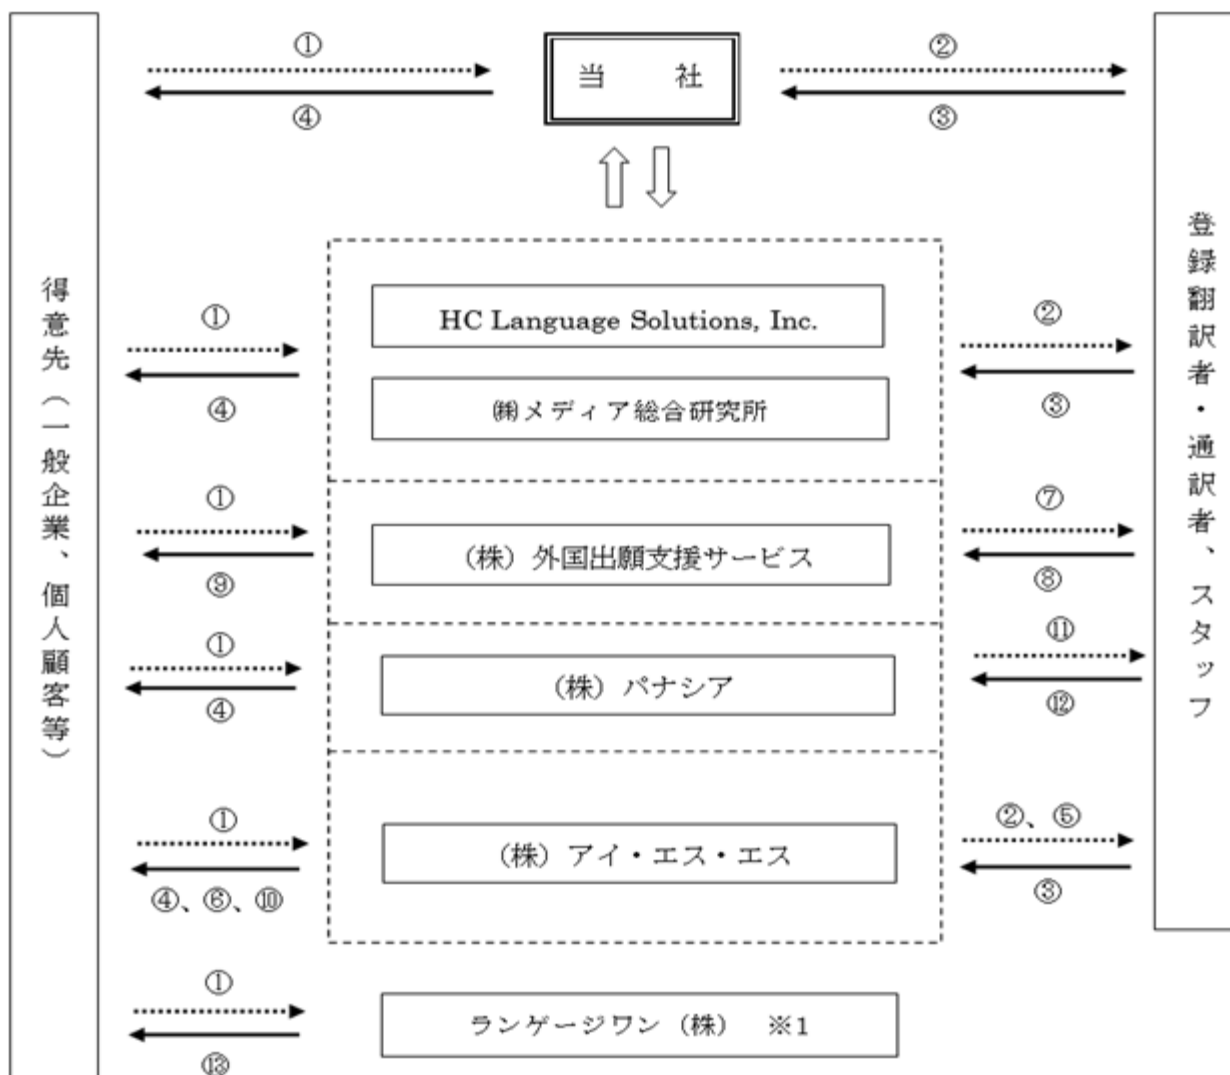 ① ②
当　　社
④ ③
得意先（一般企業、個人顧客等）
登録翻訳者・通訳者、スタッフ
① ②
HC Language Solutions, Inc.
④ ③
㈱メディア総合研究所
① ⑦
（株）外国出願支援サービス
⑨ ⑧
① ⑪
（株）パナシア
④ ⑫
① ②、⑤
（株）アイ・エス・エス
④、⑥、⑩ ③
①
ランゲージワン（株）　※1
⑬